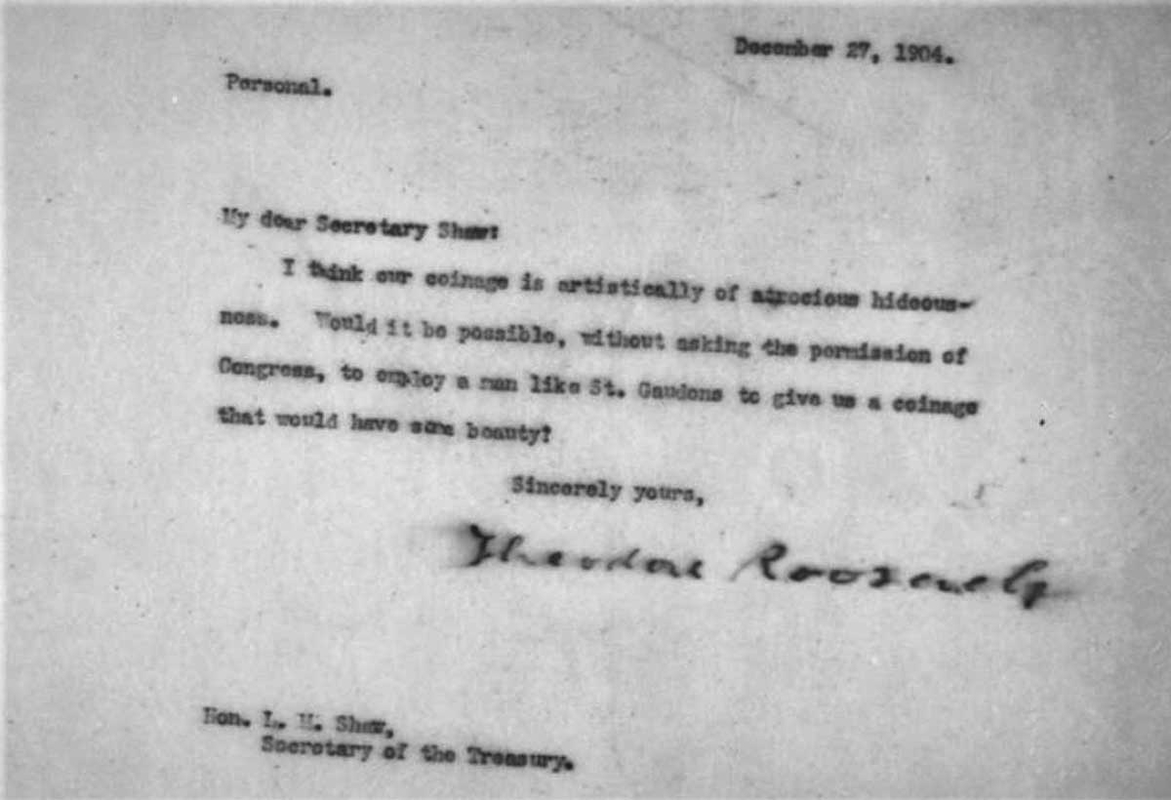 December 27, 1904.
Personal.
My dear Secretary Shaw:
I think our coinage is artistically of atrocious hideous-
ness. Would it be possible, without asking the permission of
Congress, to employ a man like St. Gaudens to give us a coinage
that would have some beauty?
Sincerely yours,
Theodore Roosevelt
Hon. L. M. Shaw,
Secretary of the Treasury.